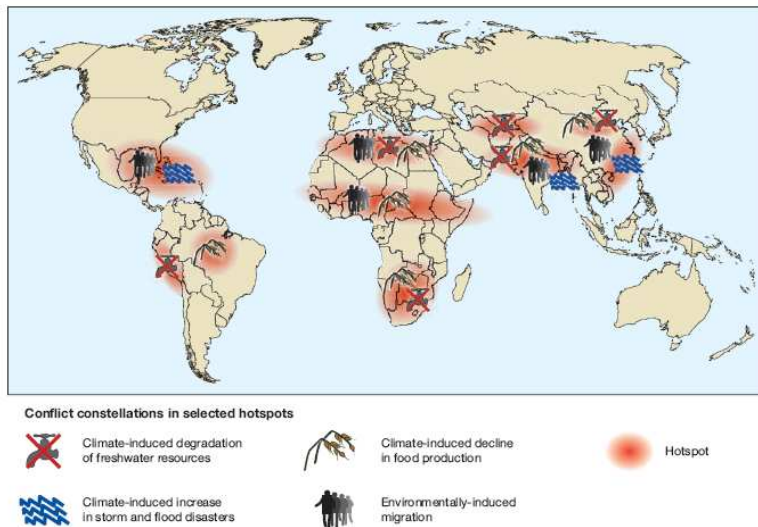 Conflict constellations in selected hotspots
Climate-induced degradation
of freshwater resources
Climate-induced decline
in food production
Hotspot
Climate-induced increase
in storm and flood disasters
Environmentally-induced
migration